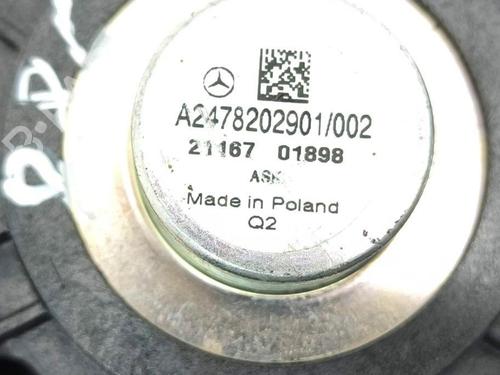 A2478202901/002
21167 01898
ASK
Made in Poland
Q2